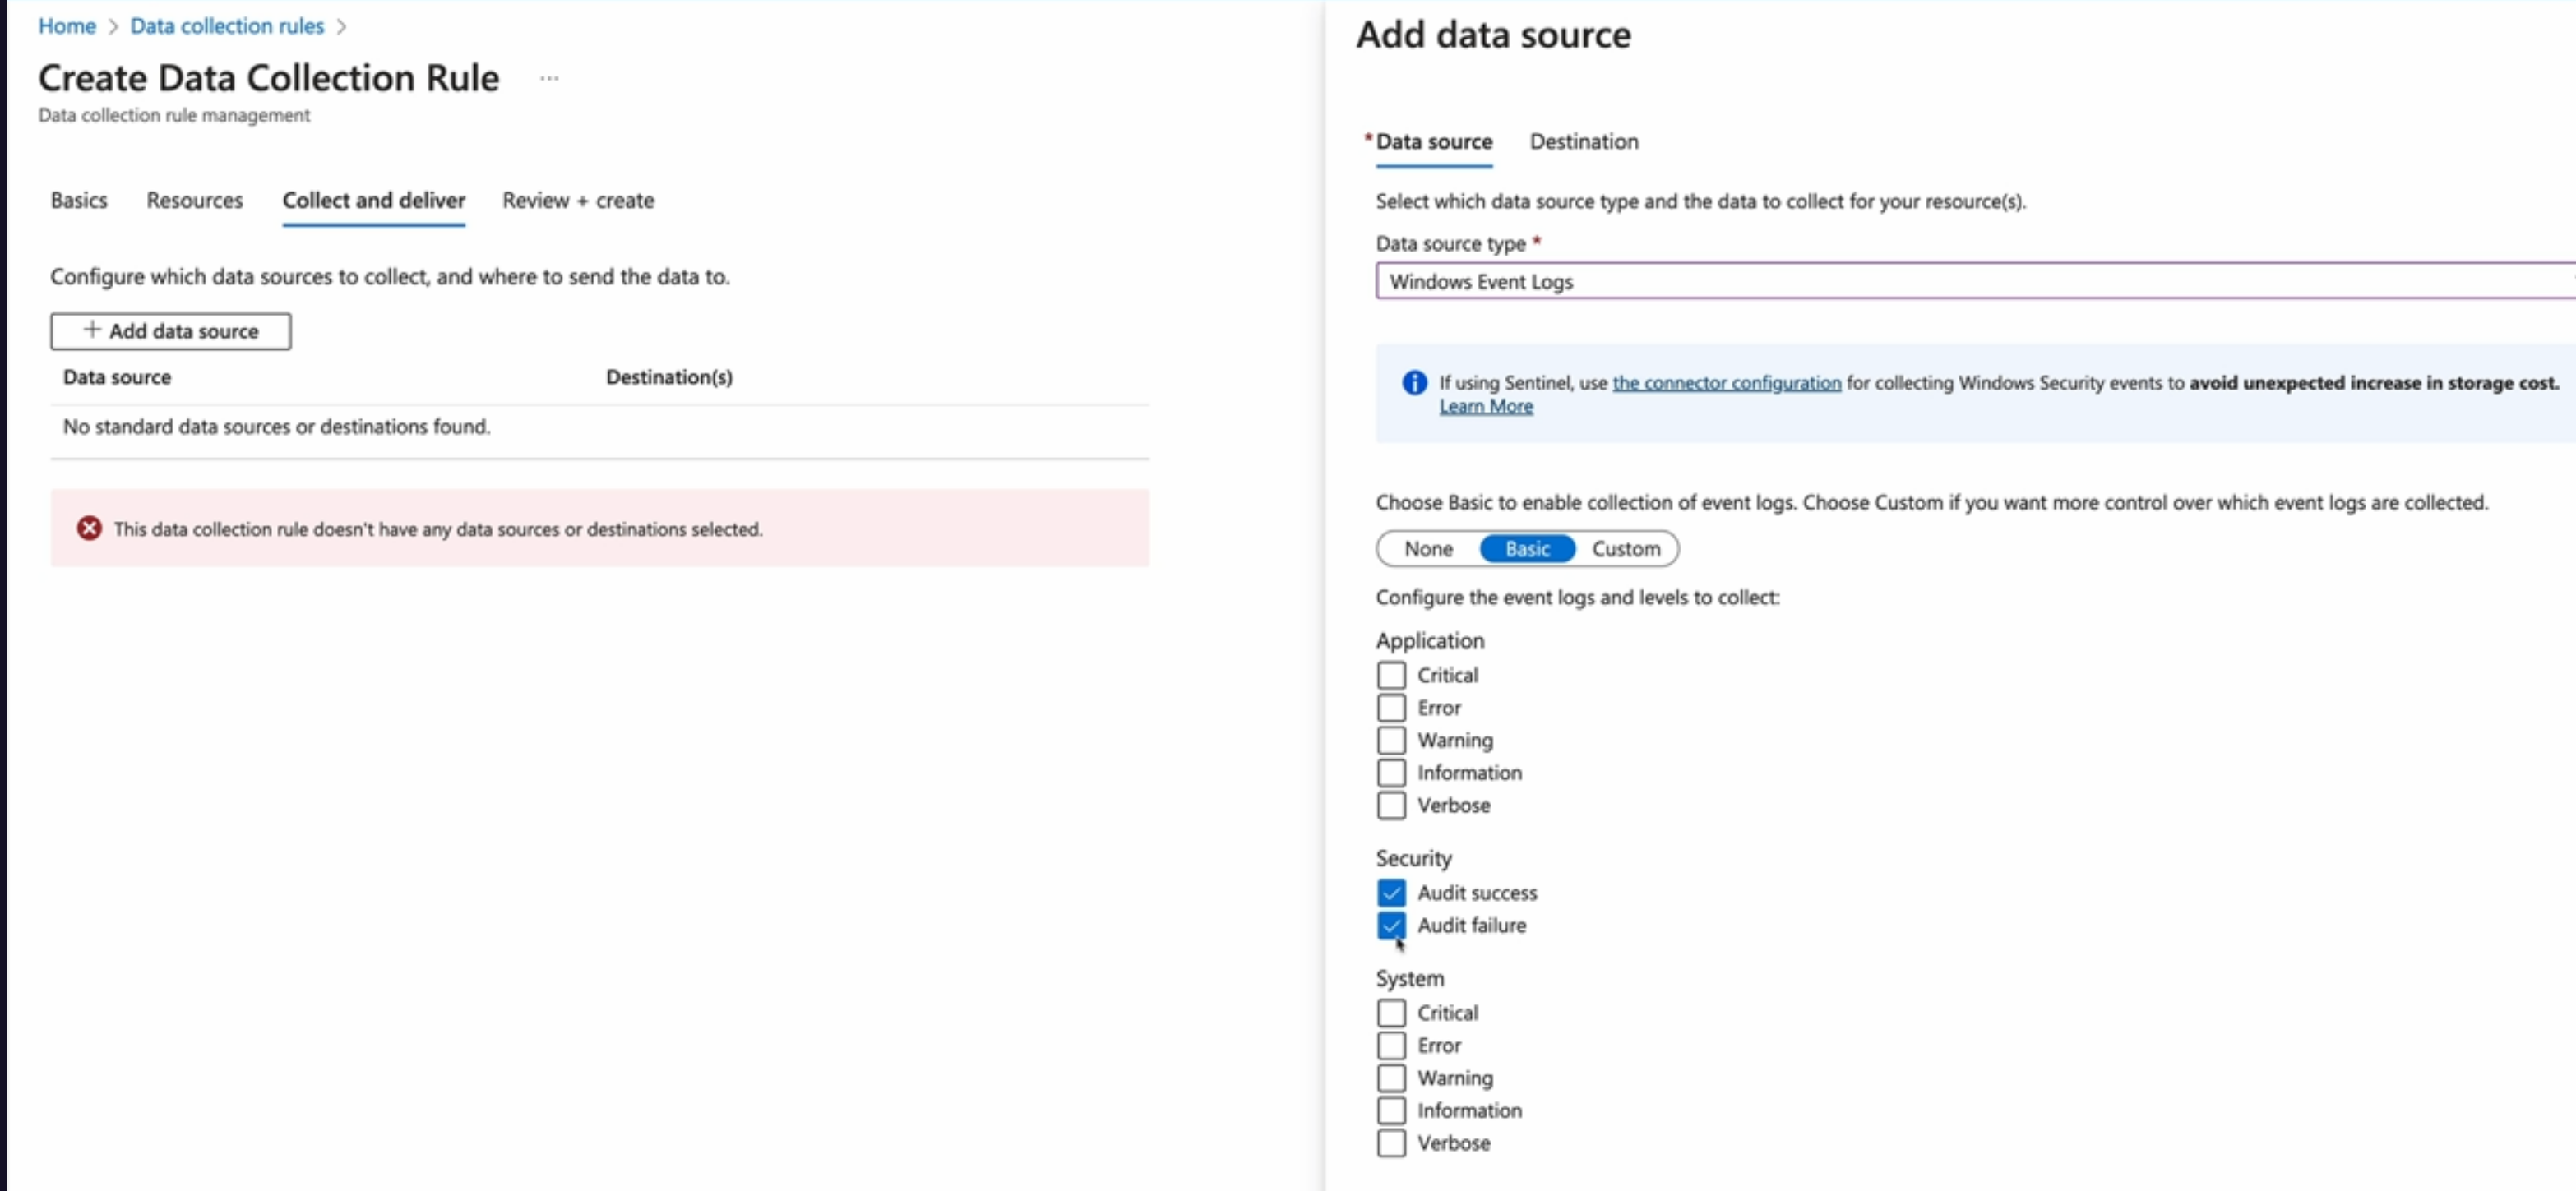 Home > Data collection rules >
Create Data Collection Rule ...
Data collection rule management
Basics Resources Collect and deliver Review + create
Configure which data sources to collect, and where to send the data to.
+ Add data source
Data source Destination(s)
No standard data sources or destinations found.
This data collection rule doesn't have any data sources or destinations selected.
Add data source
* Data source Destination
Select which data source type and the data to collect for your resource(s).
Data source type *
Windows Event Logs
If using Sentinel, use the connector configuration for collecting Windows Security events to avoid unexpected increase in storage cost.
Learn More
Choose Basic to enable collection of event logs. Choose Custom if you want more control over which event logs are collected.
None Basic Custom
Configure the event logs and levels to collect:
Application
Critical
Error
Warning
Information
Verbose
Security
Audit success
Audit failure
System
Critical
Error
Warning
Information
Verbose